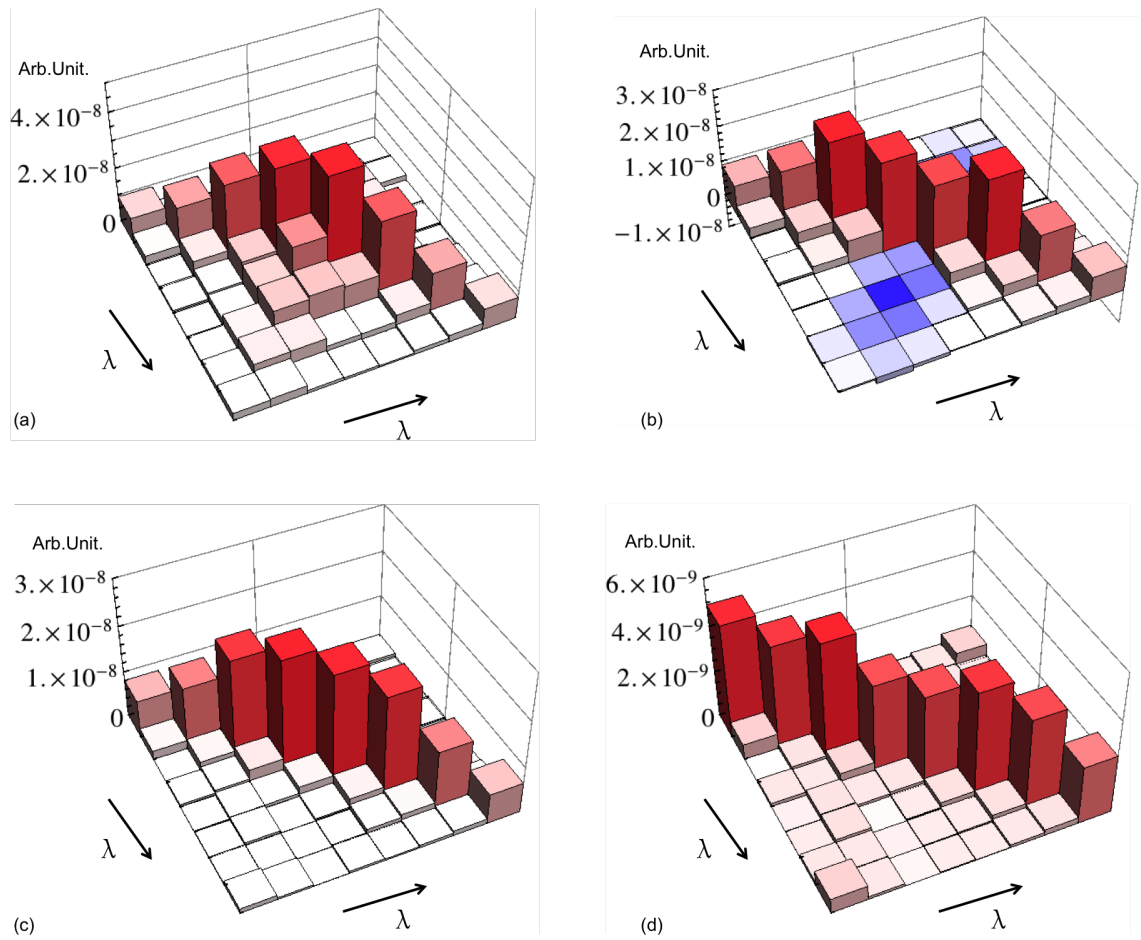 Arb.Unit.
4.×10⁻⁸
2.×10⁻⁸
0
λ
λ
(a)
Arb.Unit.
3.×10⁻⁸
2.×10⁻⁸
1.×10⁻⁸
0
−1.×10⁻⁸
λ
λ
(b)
Arb.Unit.
3.×10⁻⁸
2.×10⁻⁸
1.×10⁻⁸
0
λ
λ
(c)
Arb.Unit.
6.×10⁻⁹
4.×10⁻⁹
2.×10⁻⁹
0
λ
λ
(d)